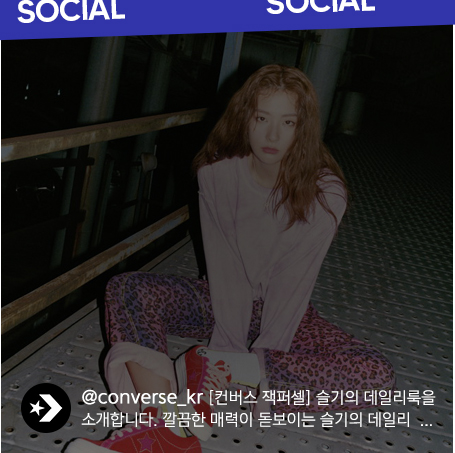 SOCIAL SOCIAL
@converse_kr [컨버스 잭퍼셀] 슬기의 데일리룩을
소개합니다. 깔끔한 매력이 돋보이는 슬기의 데일리 ...